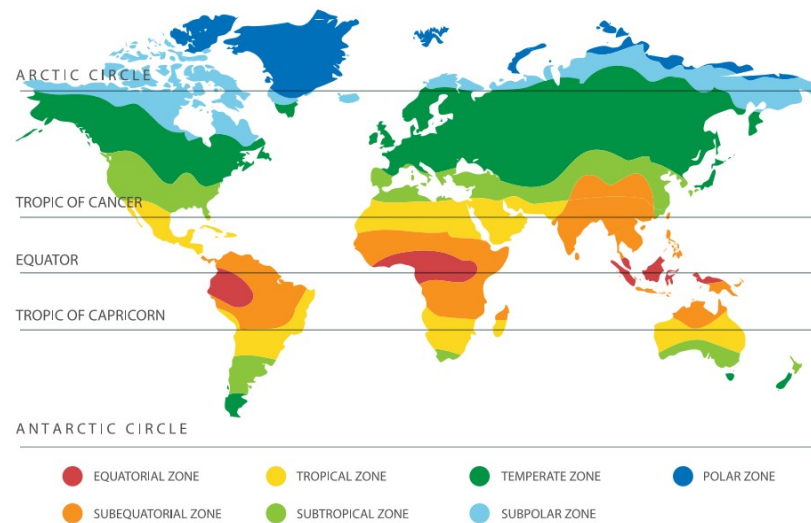 ARCTIC CIRCLE
TROPIC OF CANCER
EQUATOR
TROPIC OF CAPRICORN
ANTARCTIC CIRCLE
EQUATORIAL ZONE
TROPICAL ZONE
TEMPERATE ZONE
POLAR ZONE
SUBEQUATORIAL ZONE
SUBTROPICAL ZONE
SUBPOLAR ZONE